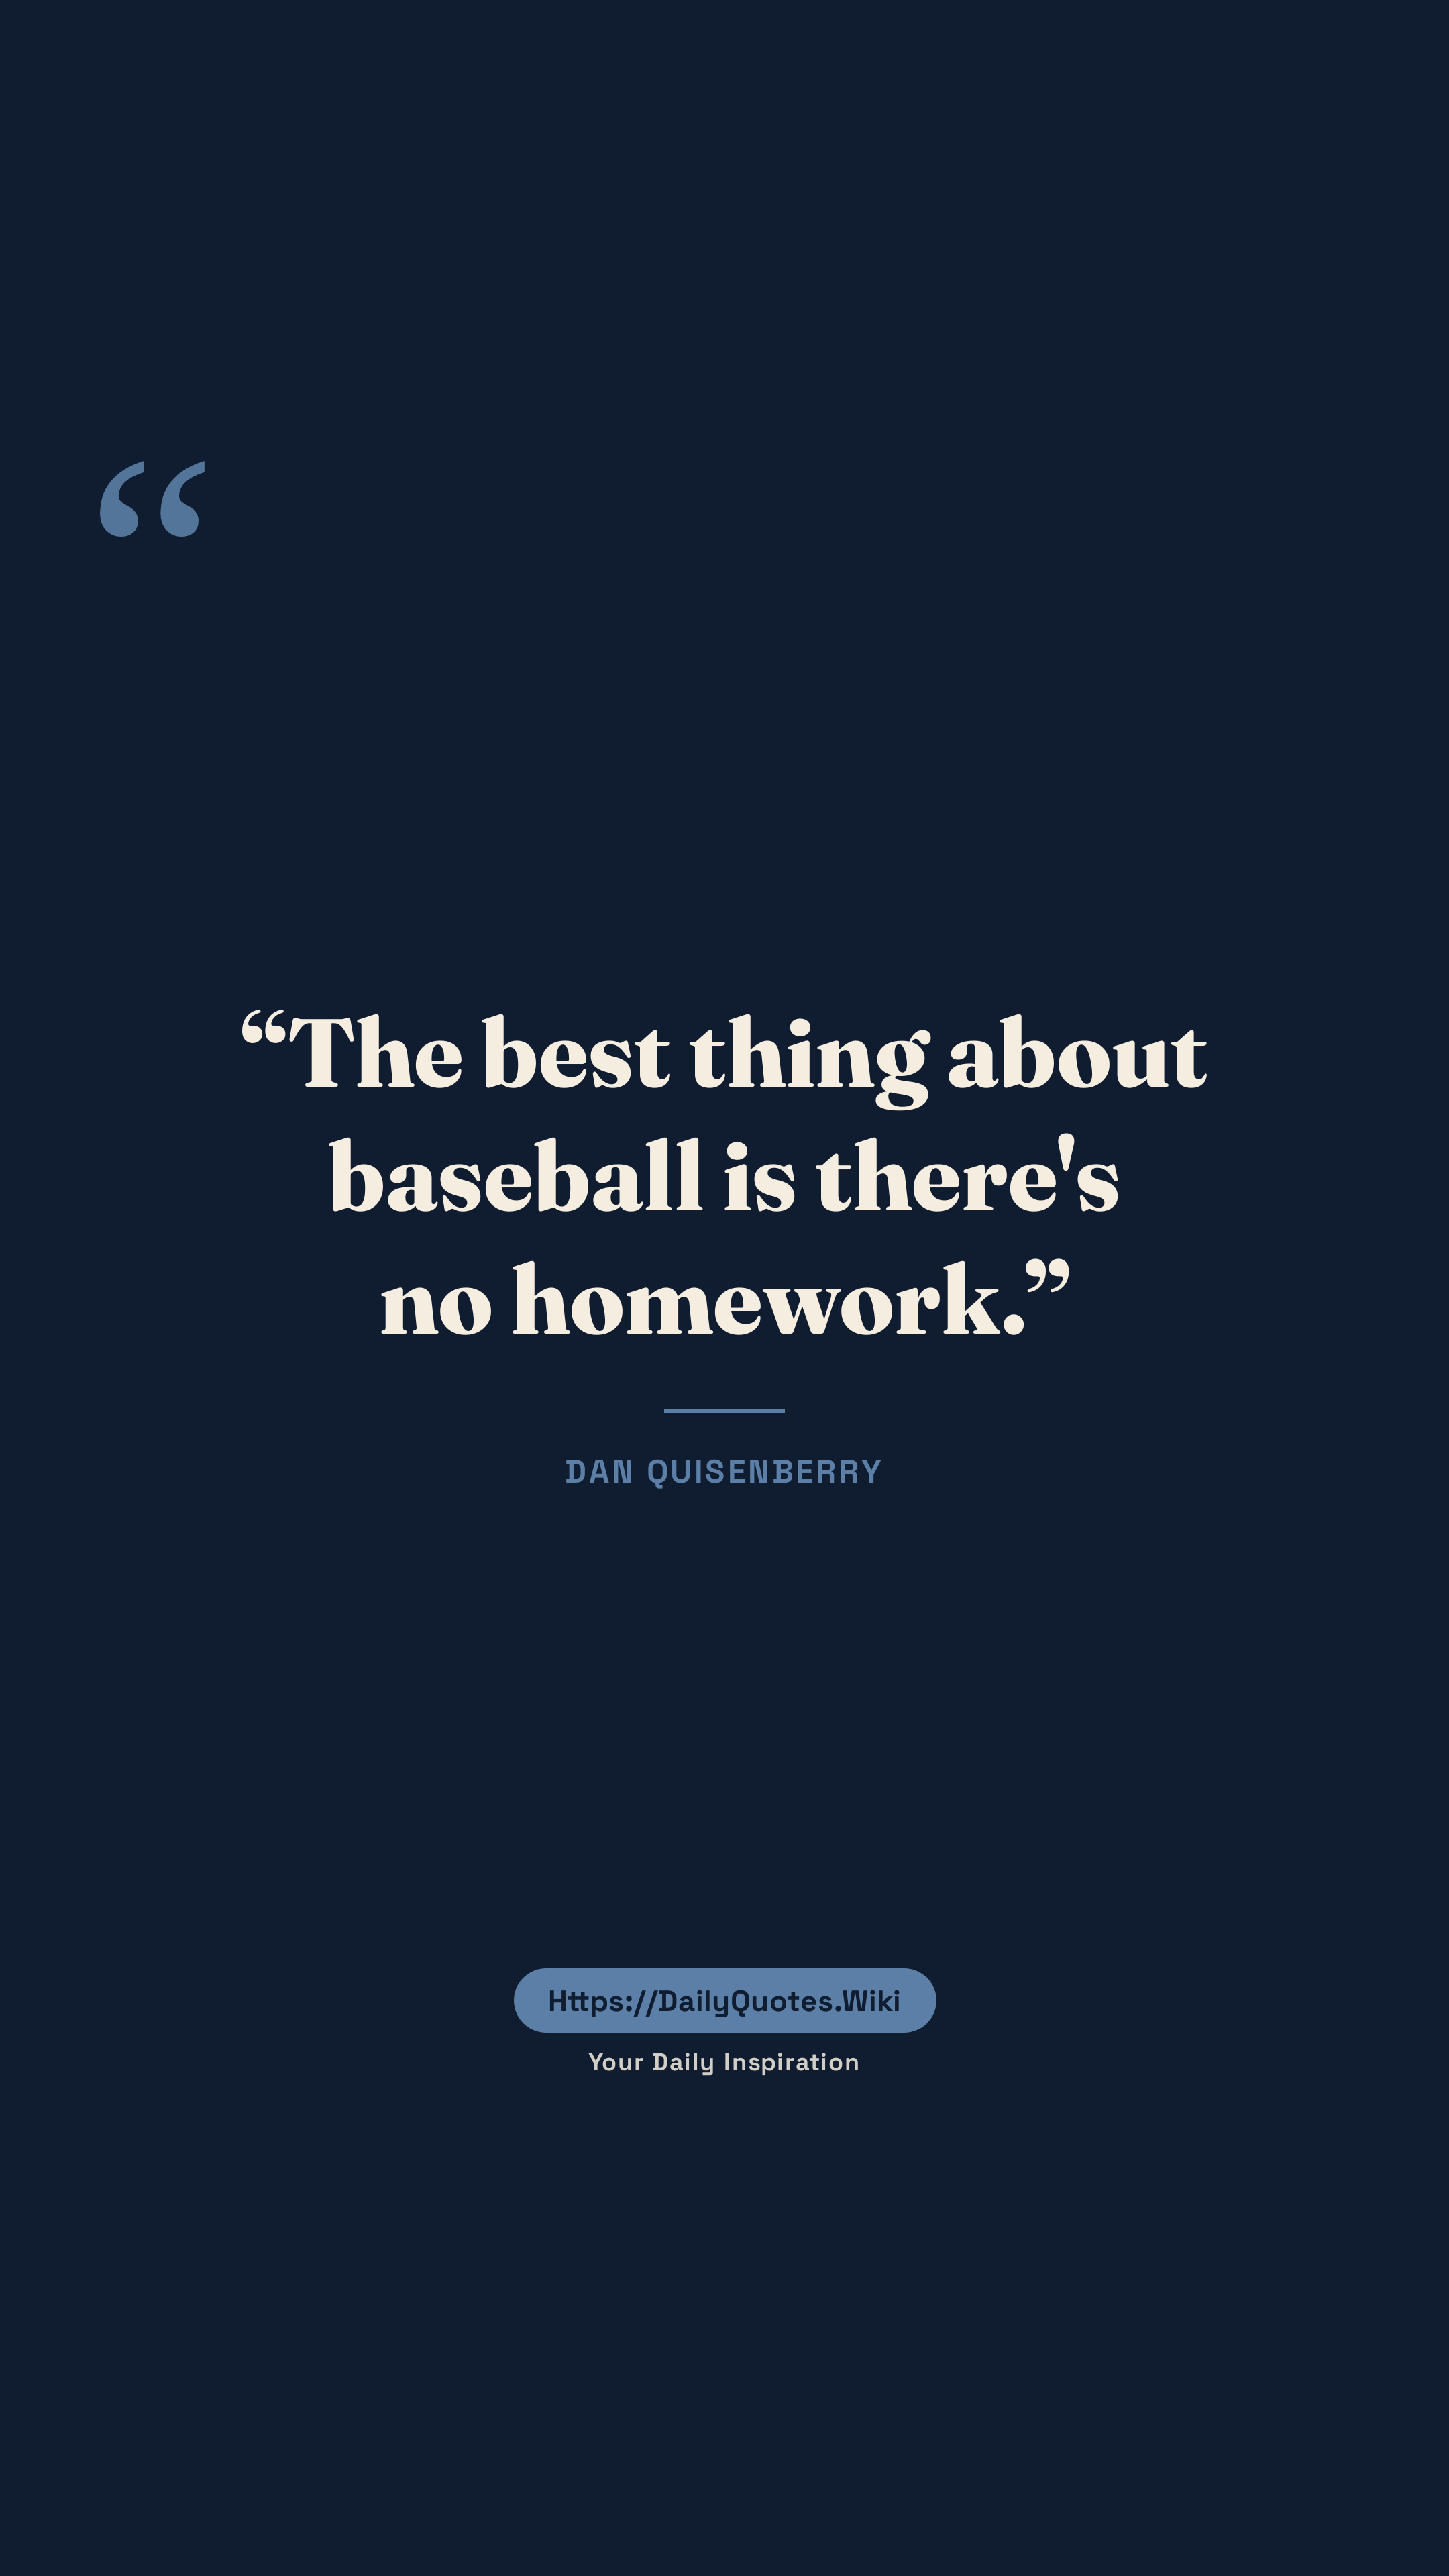 “
“The best thing about
baseball is there's
no homework.”
DAN QUISENBERRY
Https://DailyQuotes.Wiki
Your Daily Inspiration